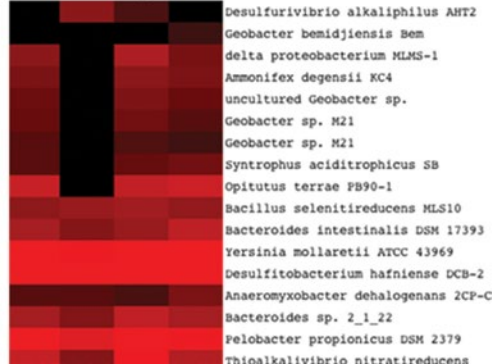 Desulfurivibrio alkaliphilus AHT2
Geobacter bemidjiensis Bem
delta proteobacterium MLMS-1
Ammonifex degensii KC4
uncultured Geobacter sp.
Geobacter sp. M21
Geobacter sp. M21
Syntrophus aciditrophicus SB
Opitutus terrae PB90-1
Bacillus selenitireducens MLS10
Bacteroides intestinalis DSM 17393
Yersinia mollaretii ATCC 43969
Desulfitobacterium hafniense DCB-2
Anaeromyxobacter dehalogenans 2CP-C
Bacteroides sp. 2_1_22
Pelobacter propionicus DSM 2379
Thioalkalivibrio nitratireducens